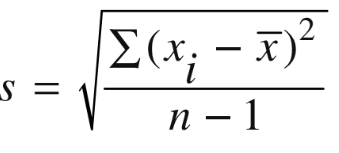 s = √(∑(xᵢ − x̅)² / (n − 1))